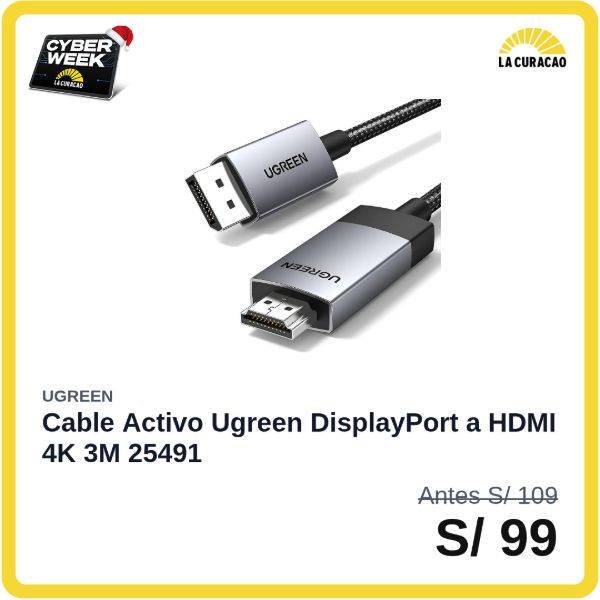 CYBER
WEEK
LA CURACAO
LA CURACAO
UGREEN
UGREEN
UGREEN
Cable Activo Ugreen DisplayPort a HDMI
4K 3M 25491
Antes S/ 109
S/ 99